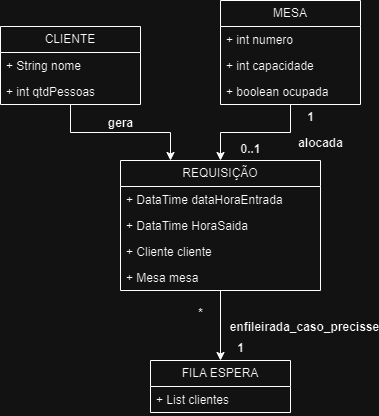 CLIENTE
+ String nome
+ int qtdPessoas
MESA
+ int numero
+ int capacidade
+ boolean ocupada
gera
1
alocada
0..1
REQUISIÇÃO
+ DataTime dataHoraEntrada
+ DataTime HoraSaida
+ Cliente cliente
+ Mesa mesa
*
enfileirada_caso_precisse
1
FILA ESPERA
+ List clientes